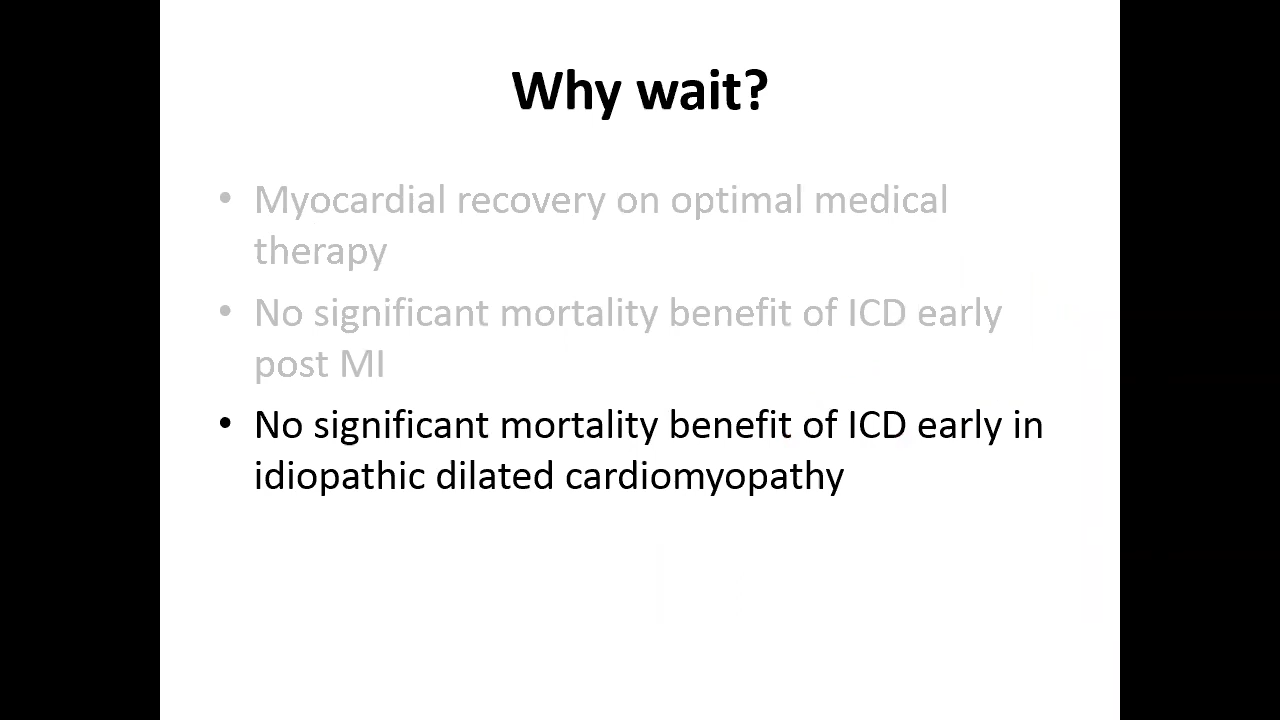 Why wait?
• Myocardial recovery on optimal medical
therapy
• No significant mortality benefit of ICD early
post MI
• No significant mortality benefit of ICD early in
idiopathic dilated cardiomyopathy